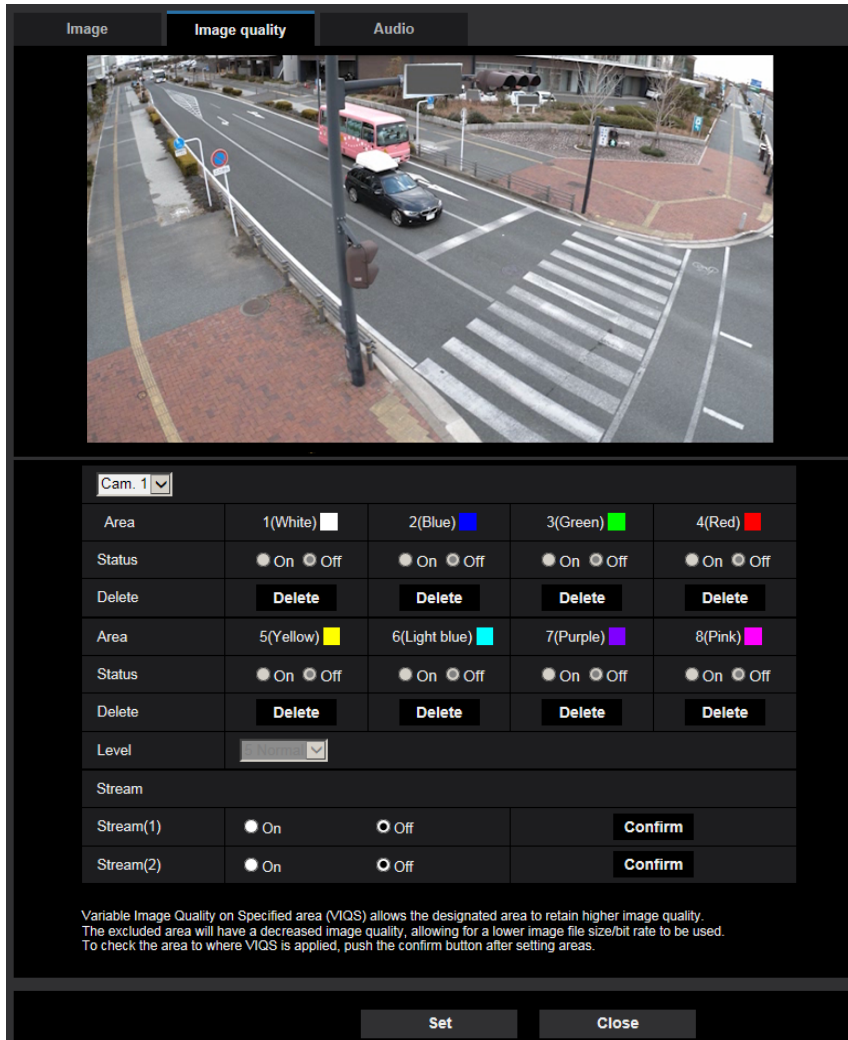 Image Image quality Audio
Cam. 1
Area 1(White) 2(Blue) 3(Green) 4(Red)
Status On Off On Off On Off On Off
Delete Delete Delete Delete Delete
Area 5(Yellow) 6(Light blue) 7(Purple) 8(Pink)
Status On Off On Off On Off On Off
Delete Delete Delete Delete Delete
Level 5 Normal
Stream
Stream(1) On Off Confirm
Stream(2) On Off Confirm
Variable Image Quality on Specified area (VIQS) allows the designated area to retain higher image quality.
The excluded area will have a decreased image quality, allowing for a lower image file size/bit rate to be used.
To check the area to where VIQS is applied, push the confirm button after setting areas.
Set Close